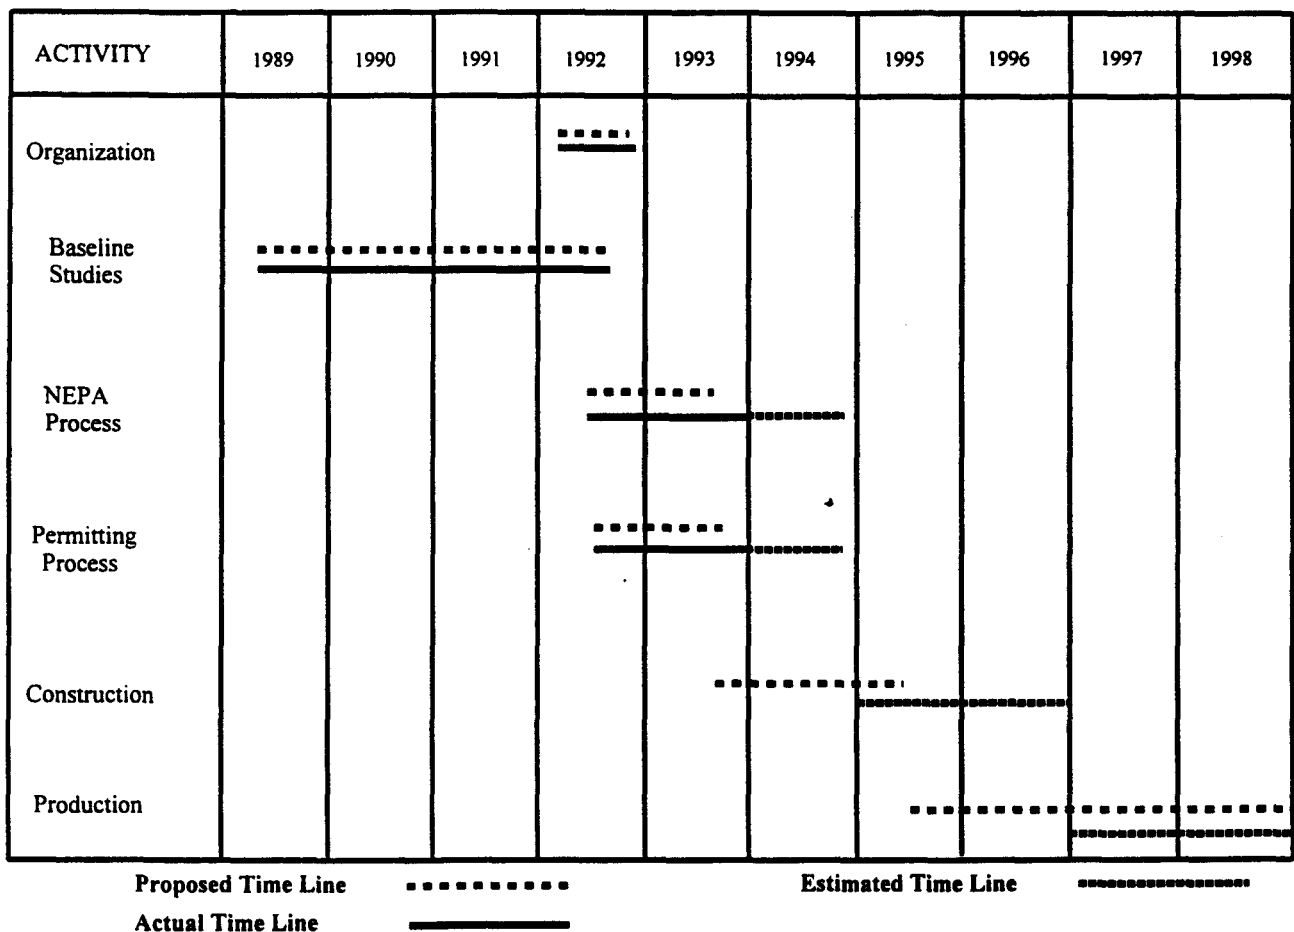 ACTIVITY 1989 1990 1991 1992 1993 1994 1995 1996 1997 1998
Organization
Baseline
Studies
NEPA
Process
Permitting
Process
Construction
Production
Proposed Time Line Estimated Time Line
Actual Time Line